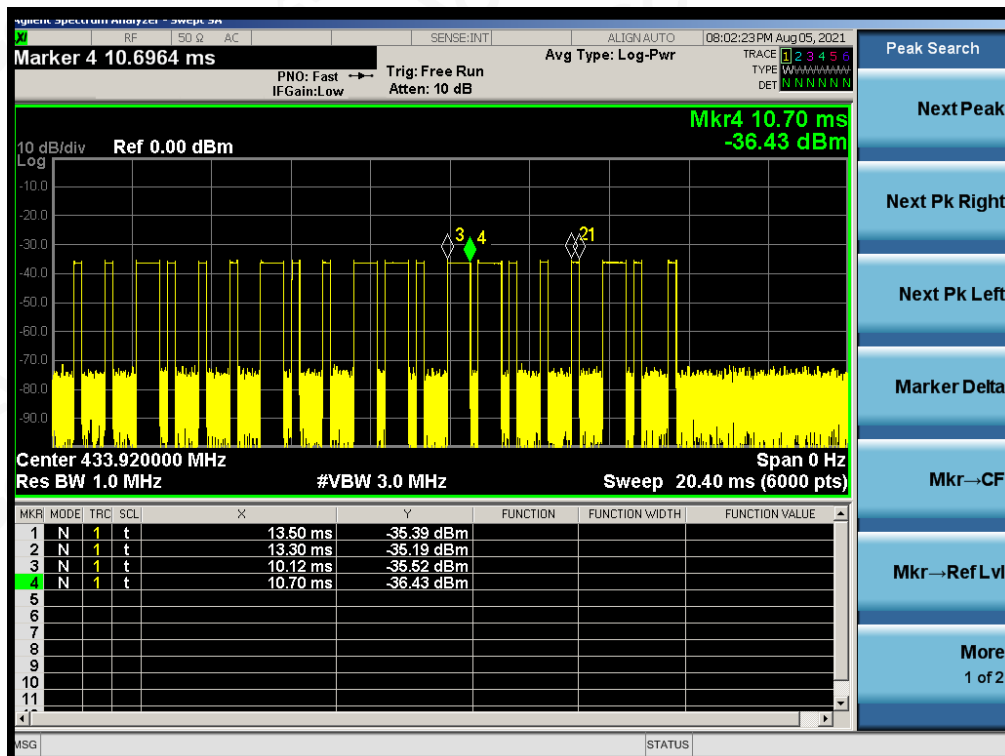 Agilent Spectrum Analyzer - Swept SA
XI RF 50 Ω AC SENSE:INT ALIGN AUTO 08:02:23 PM Aug 05, 2021
Marker 4 10.6964 ms
PNO: Fast
IFGain:Low
Trig: Free Run
Atten: 10 dB
Avg Type: Log-Pwr
TRACE 1 2 3 4 5 6
TYPE W
DET N N N N N N
Mkr4 10.70 ms
-36.43 dBm
10 dB/div Ref 0.00 dBm
Log
-10.0
-20.0
-30.0
-40.0
-50.0
-60.0
-70.0
-80.0
-90.0
3 4 2 1
Center 433.920000 MHz Span 0 Hz
Res BW 1.0 MHz #VBW 3.0 MHz Sweep 20.40 ms (6000 pts)
MKR MODE TRC SCL X Y FUNCTION FUNCTION WIDTH FUNCTION VALUE
1 N 1 t 13.50 ms -35.39 dBm
2 N 1 t 13.30 ms -35.19 dBm
3 N 1 t 10.12 ms -35.52 dBm
4 N 1 t 10.70 ms -36.43 dBm
5
6
7
8
9
10
11
MSG STATUS
Peak Search
Next Peak
Next Pk Right
Next Pk Left
Marker Delta
Mkr→CF
Mkr→Ref Lvl
More
1 of 2